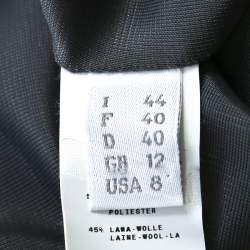 I 44
F 40
D 40
GB 12
USA 8
POLIESTER
45% LANA-WOLLE
LAINE-WOOL-LA